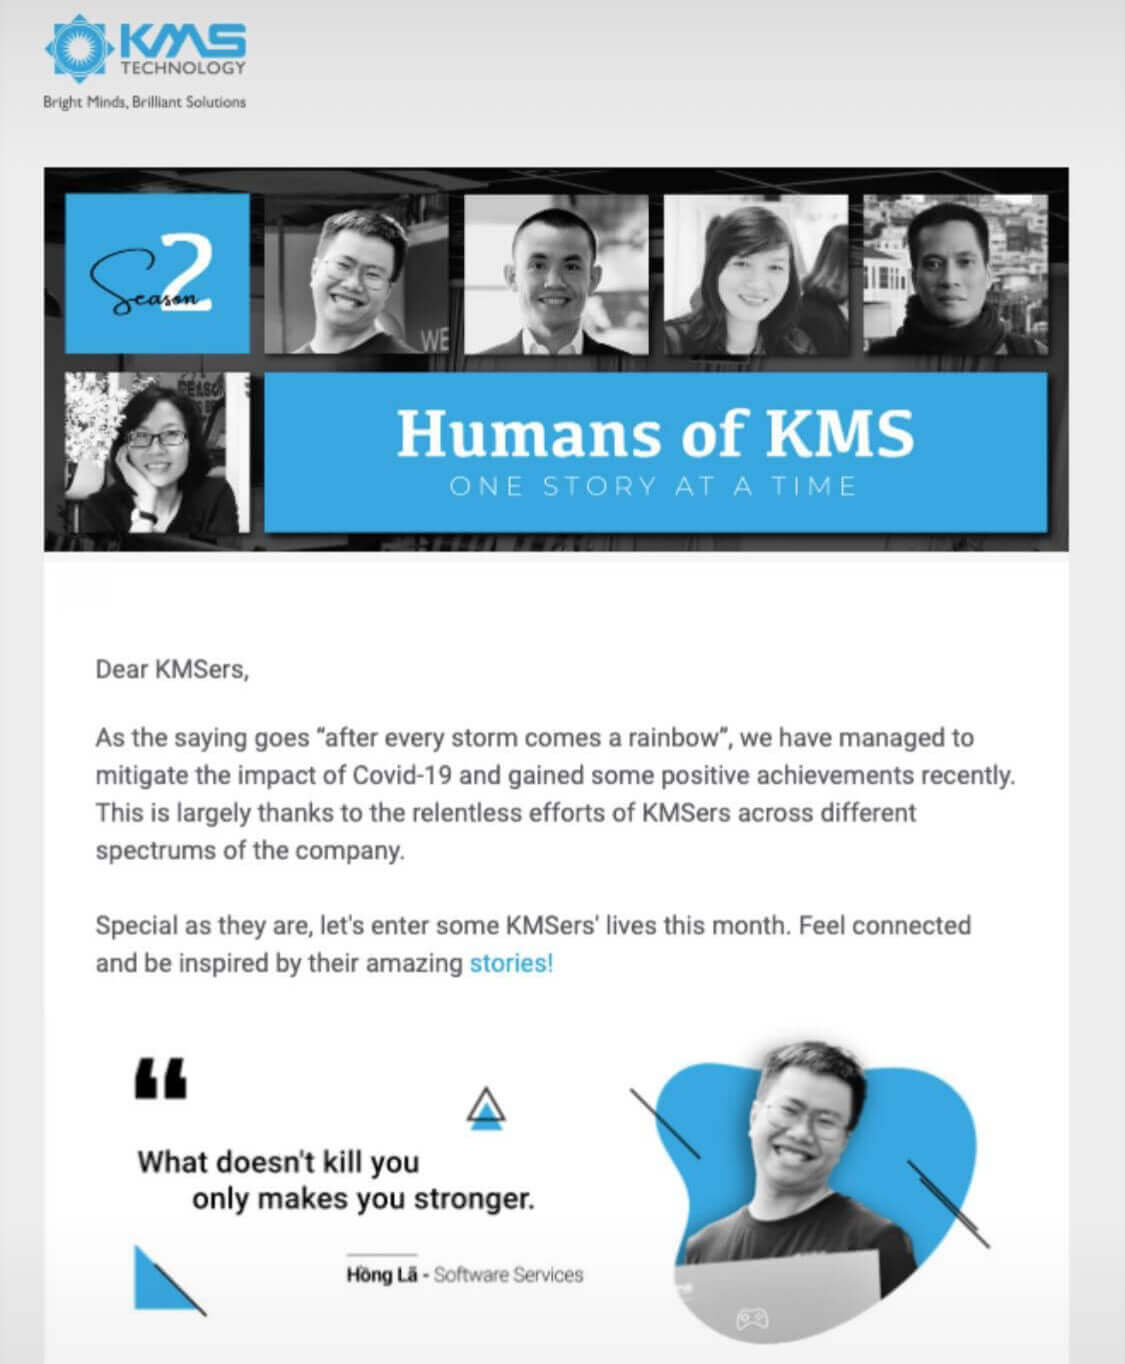 KMS
TECHNOLOGY
Bright Minds, Brilliant Solutions
Season 2
WE
Humans of KMS
ONE STORY AT A TIME
Dear KMSers,
As the saying goes “after every storm comes a rainbow”, we have managed to
mitigate the impact of Covid-19 and gained some positive achievements recently.
This is largely thanks to the relentless efforts of KMSers across different
spectrums of the company.
Special as they are, let's enter some KMSers' lives this month. Feel connected
and be inspired by their amazing stories!
“
What doesn't kill you
only makes you stronger.
Hồng Lã - Software Services